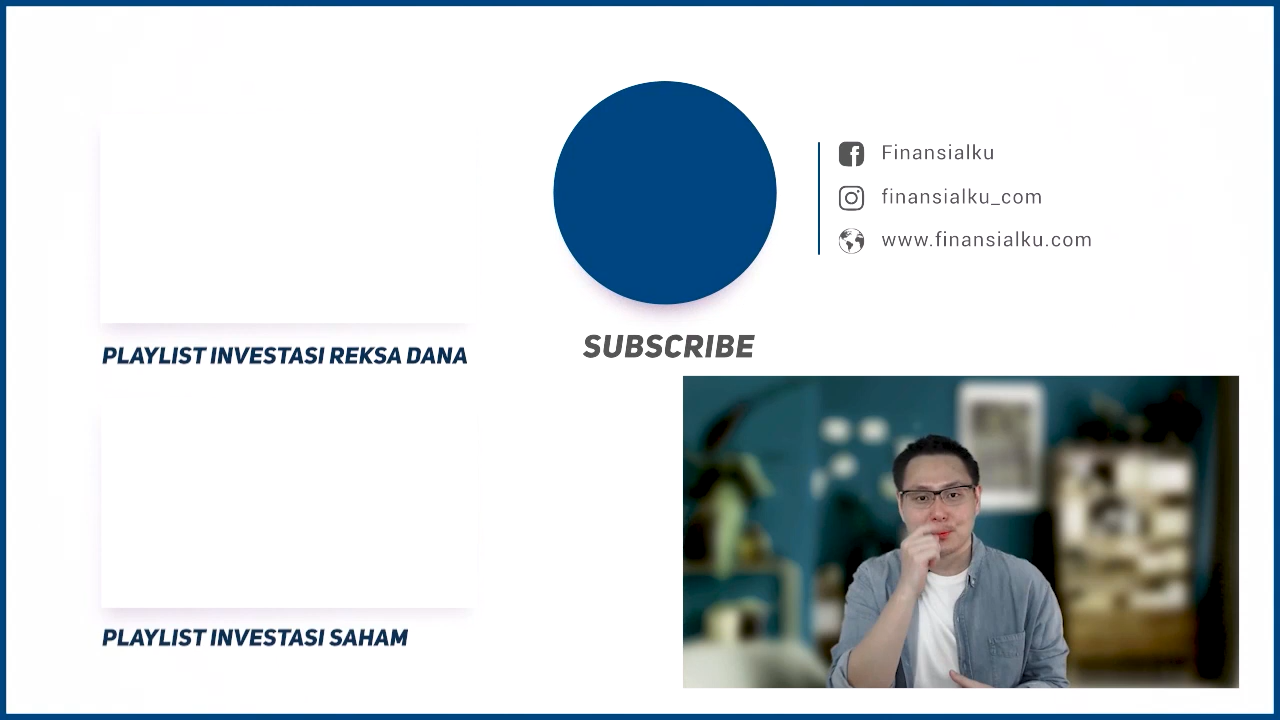 Finansialku
finansialku_com
www.finansialku.com
PLAYLIST INVESTASI REKSA DANA
SUBSCRIBE
PLAYLIST INVESTASI SAHAM